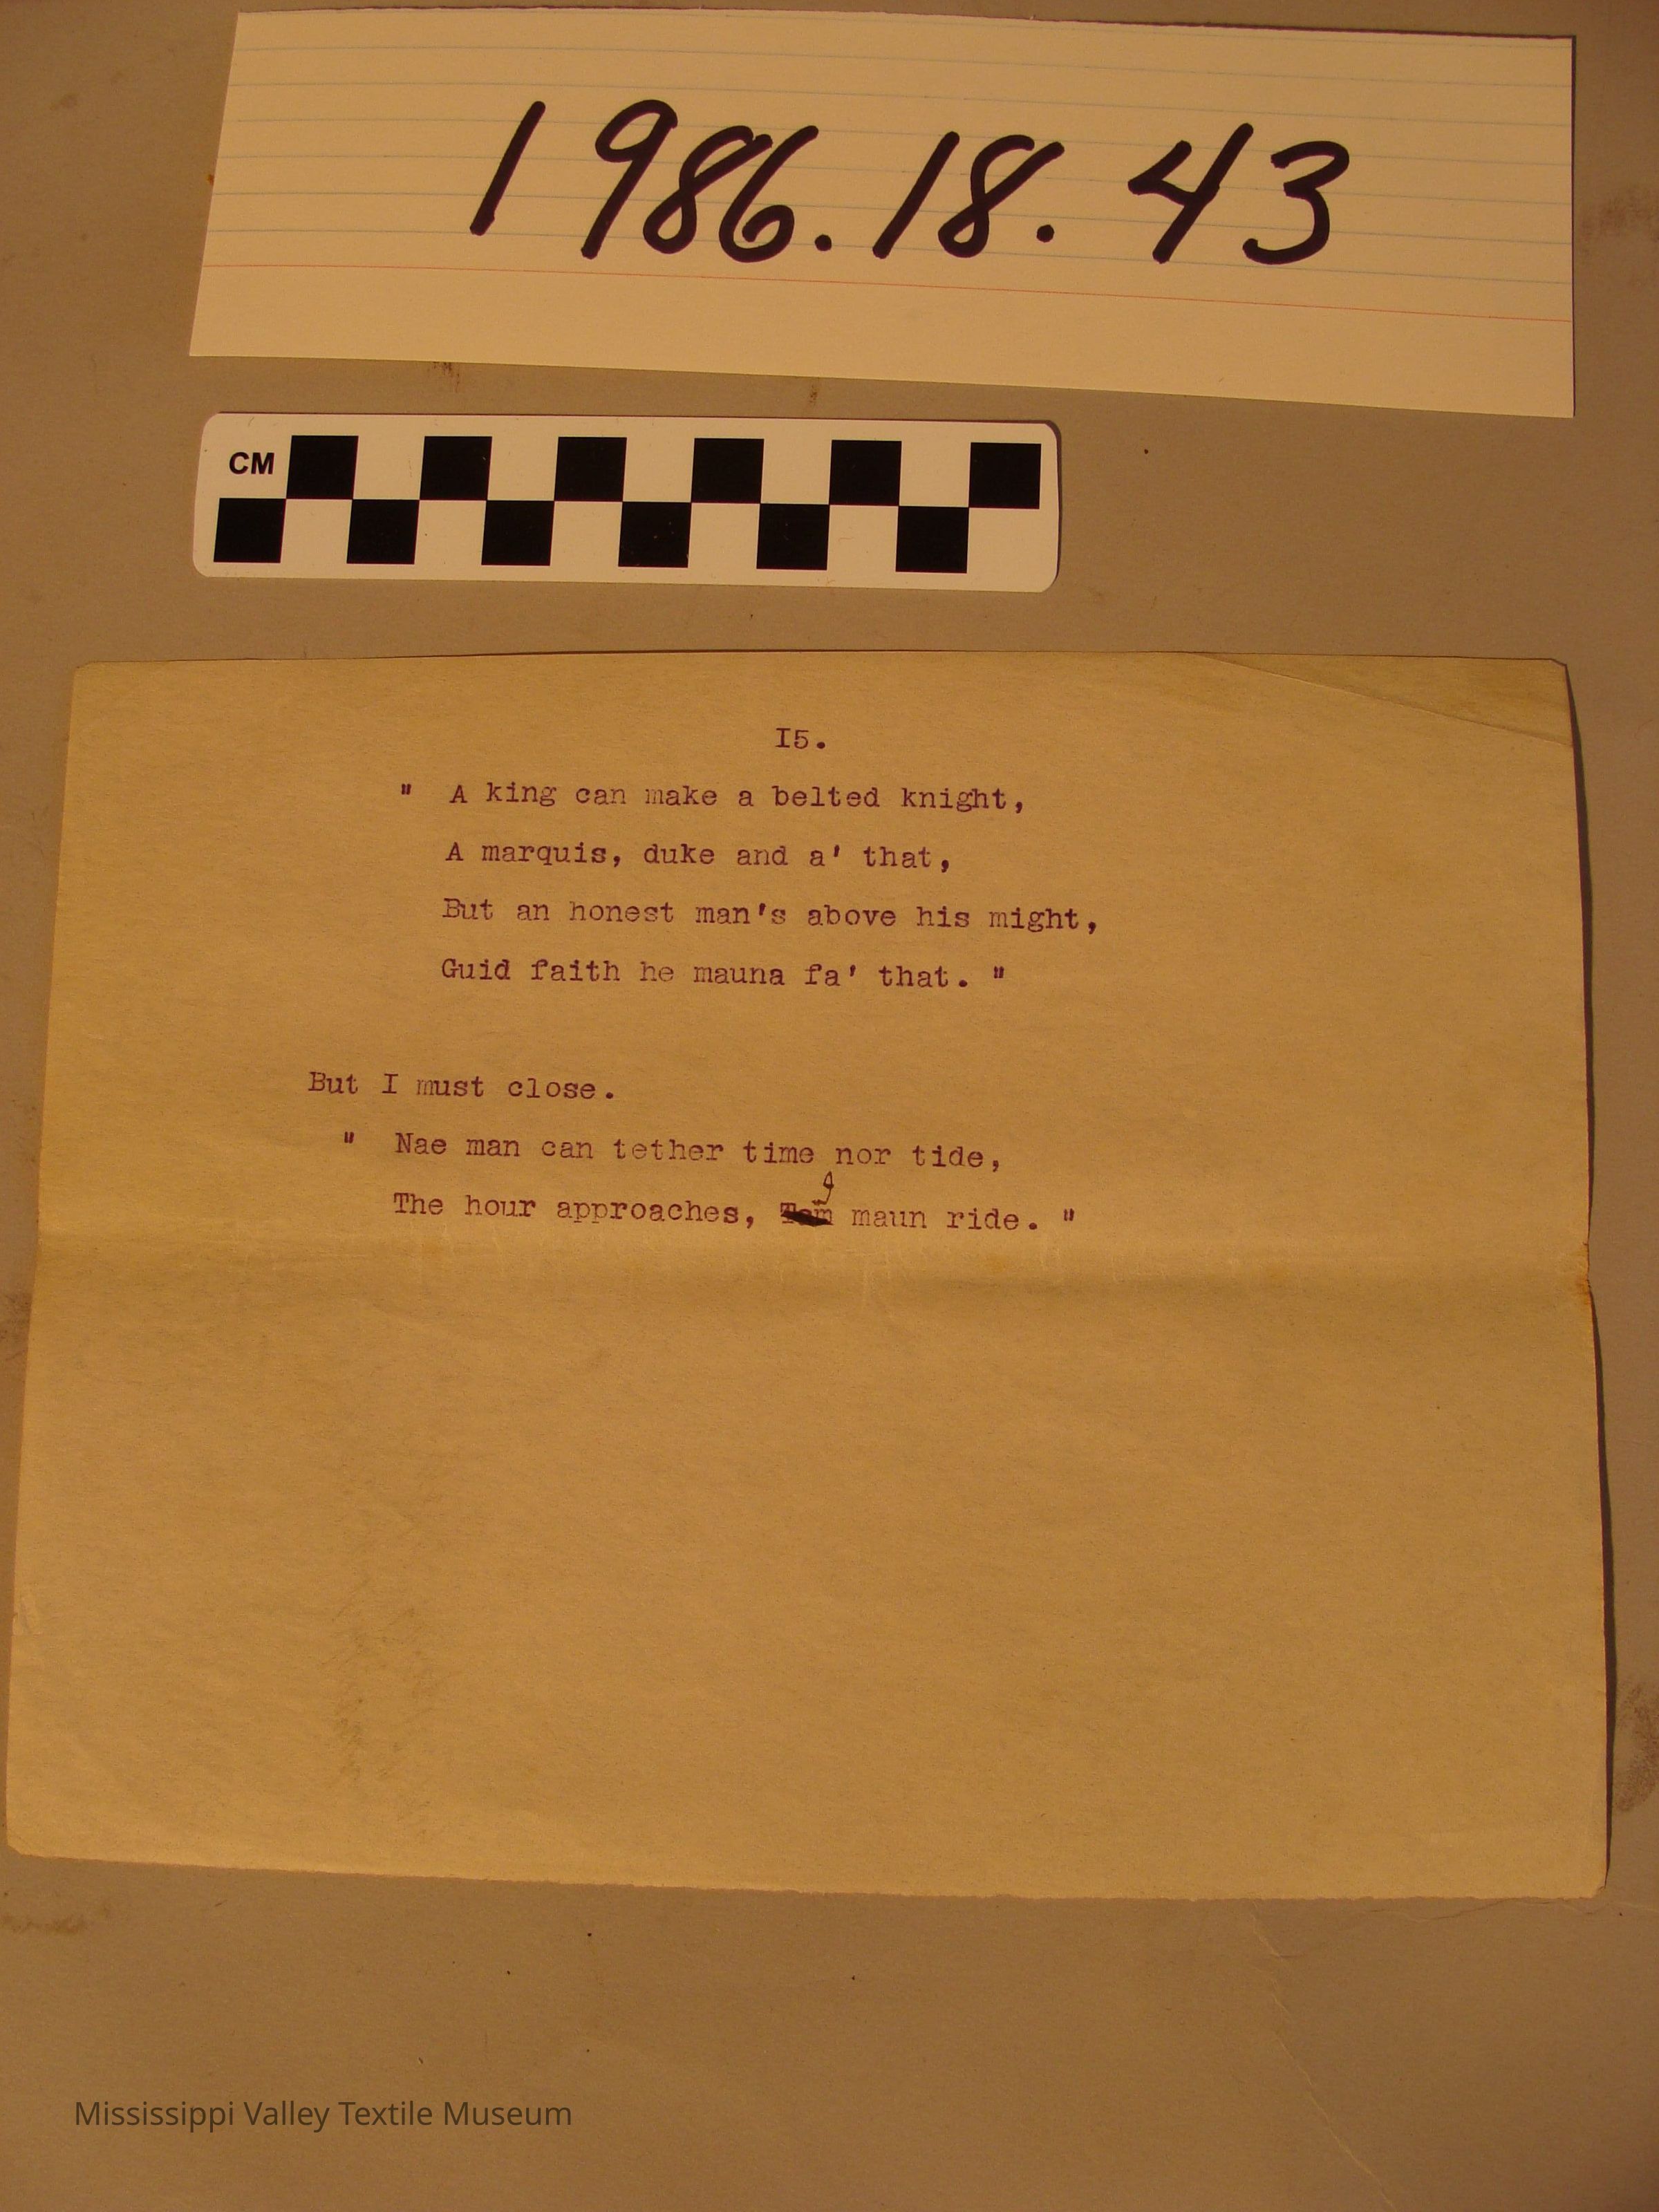 1986.18.43
CM
I5.
" A king can make a belted knight,
A marquis, duke and a' that,
But an honest man's above his might,
Guid faith he mauna fa' that. "
But I must close.
" Nae man can tether time nor tide,
I
The hour approaches, Tam maun ride. "
Mississippi Valley Textile Museum